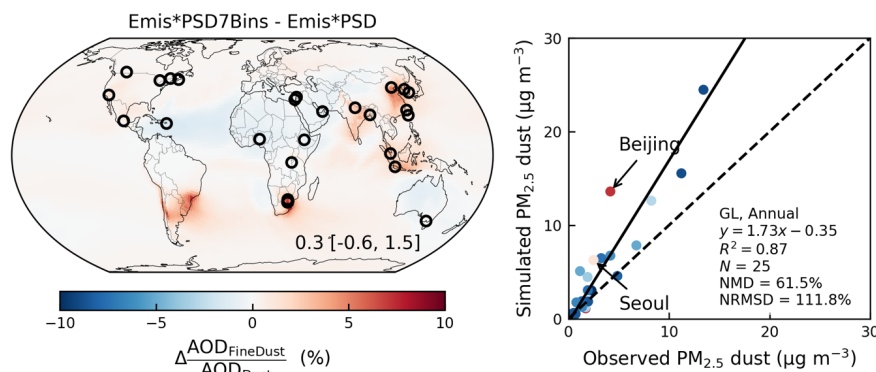 Emis*PSD7Bins - Emis*PSD
0.3 [-0.6, 1.5]
-10 -5 0 5 10
Δ AOD_FineDust / AOD_Dust (%)
Simulated PM2.5 dust (μg m⁻³)
30
20
10
0
Beijing
GL, Annual
y = 1.73x − 0.35
R² = 0.87
N = 25
NMD = 61.5%
NRMSD = 111.8%
Seoul
0 10 20 30
Observed PM2.5 dust (μg m⁻³)